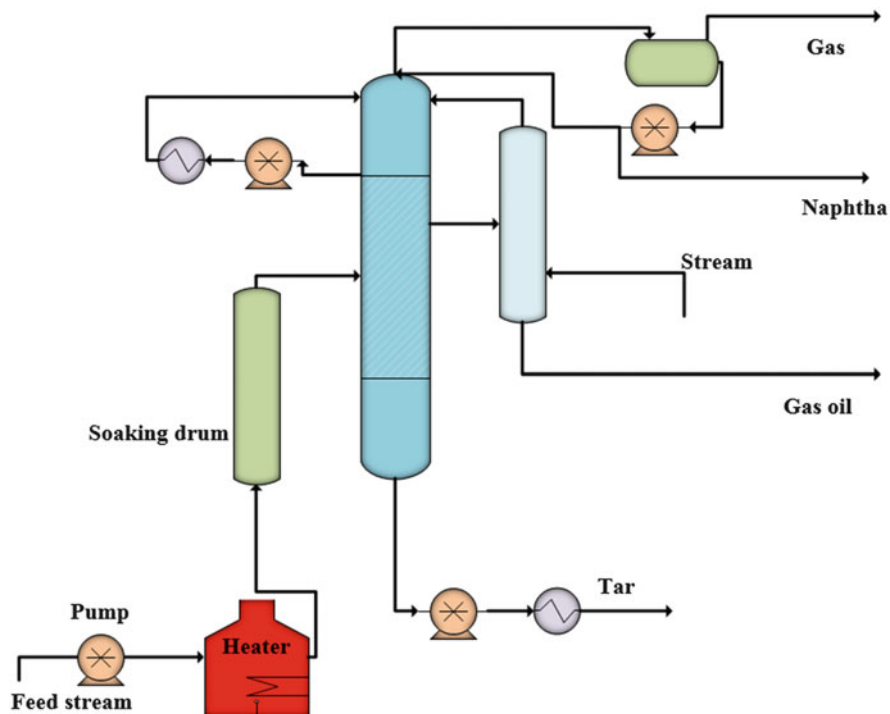 Gas
Naphtha
Stream
Gas oil
Soaking drum
Tar
Pump
Heater
Feed stream